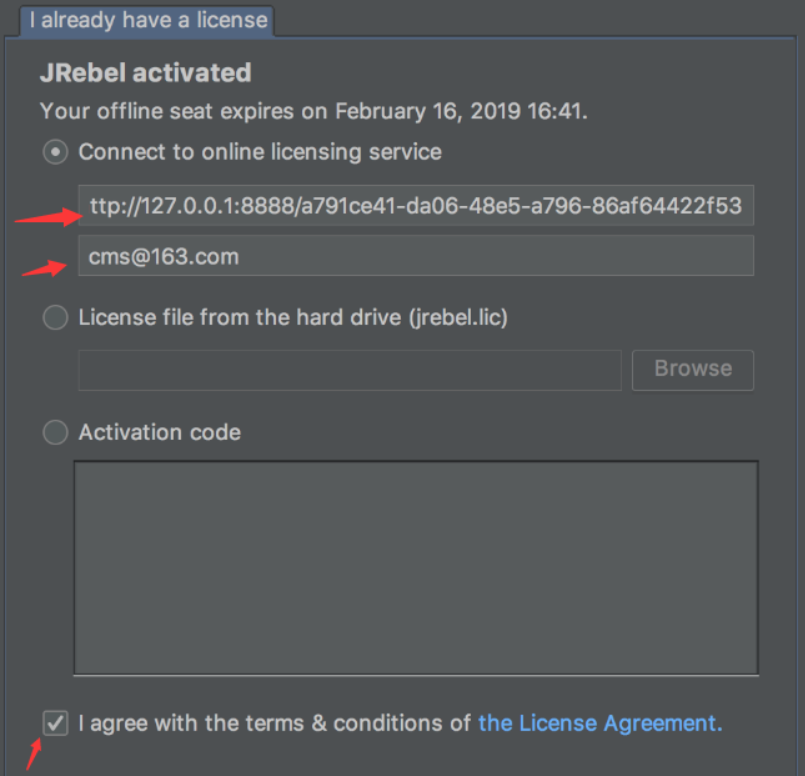 I already have a license
JRebel activated
Your offline seat expires on February 16, 2019 16:41.
Connect to online licensing service
ttp://127.0.0.1:8888/a791ce41-da06-48e5-a796-86af64422f53
cms@163.com
License file from the hard drive (jrebel.lic)
Browse
Activation code
I agree with the terms & conditions of the License Agreement.